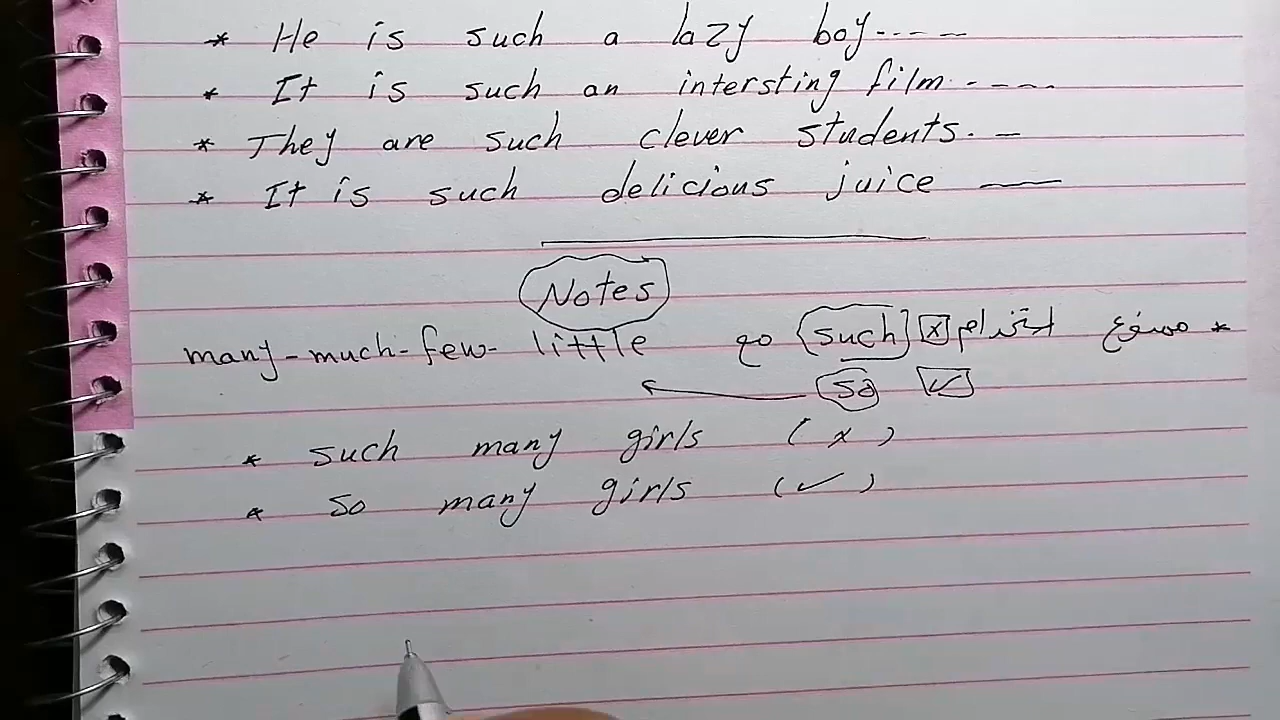 * He is such a lazy boy-----
* It is such an intersting film-----
* They are such clever students. -
* It is such delicious juice —
Notes
* ممنوع استخدام [x] {such] مع many-much-few-little
[✓] so ←
* such many girls (x)
* so many girls (✓)